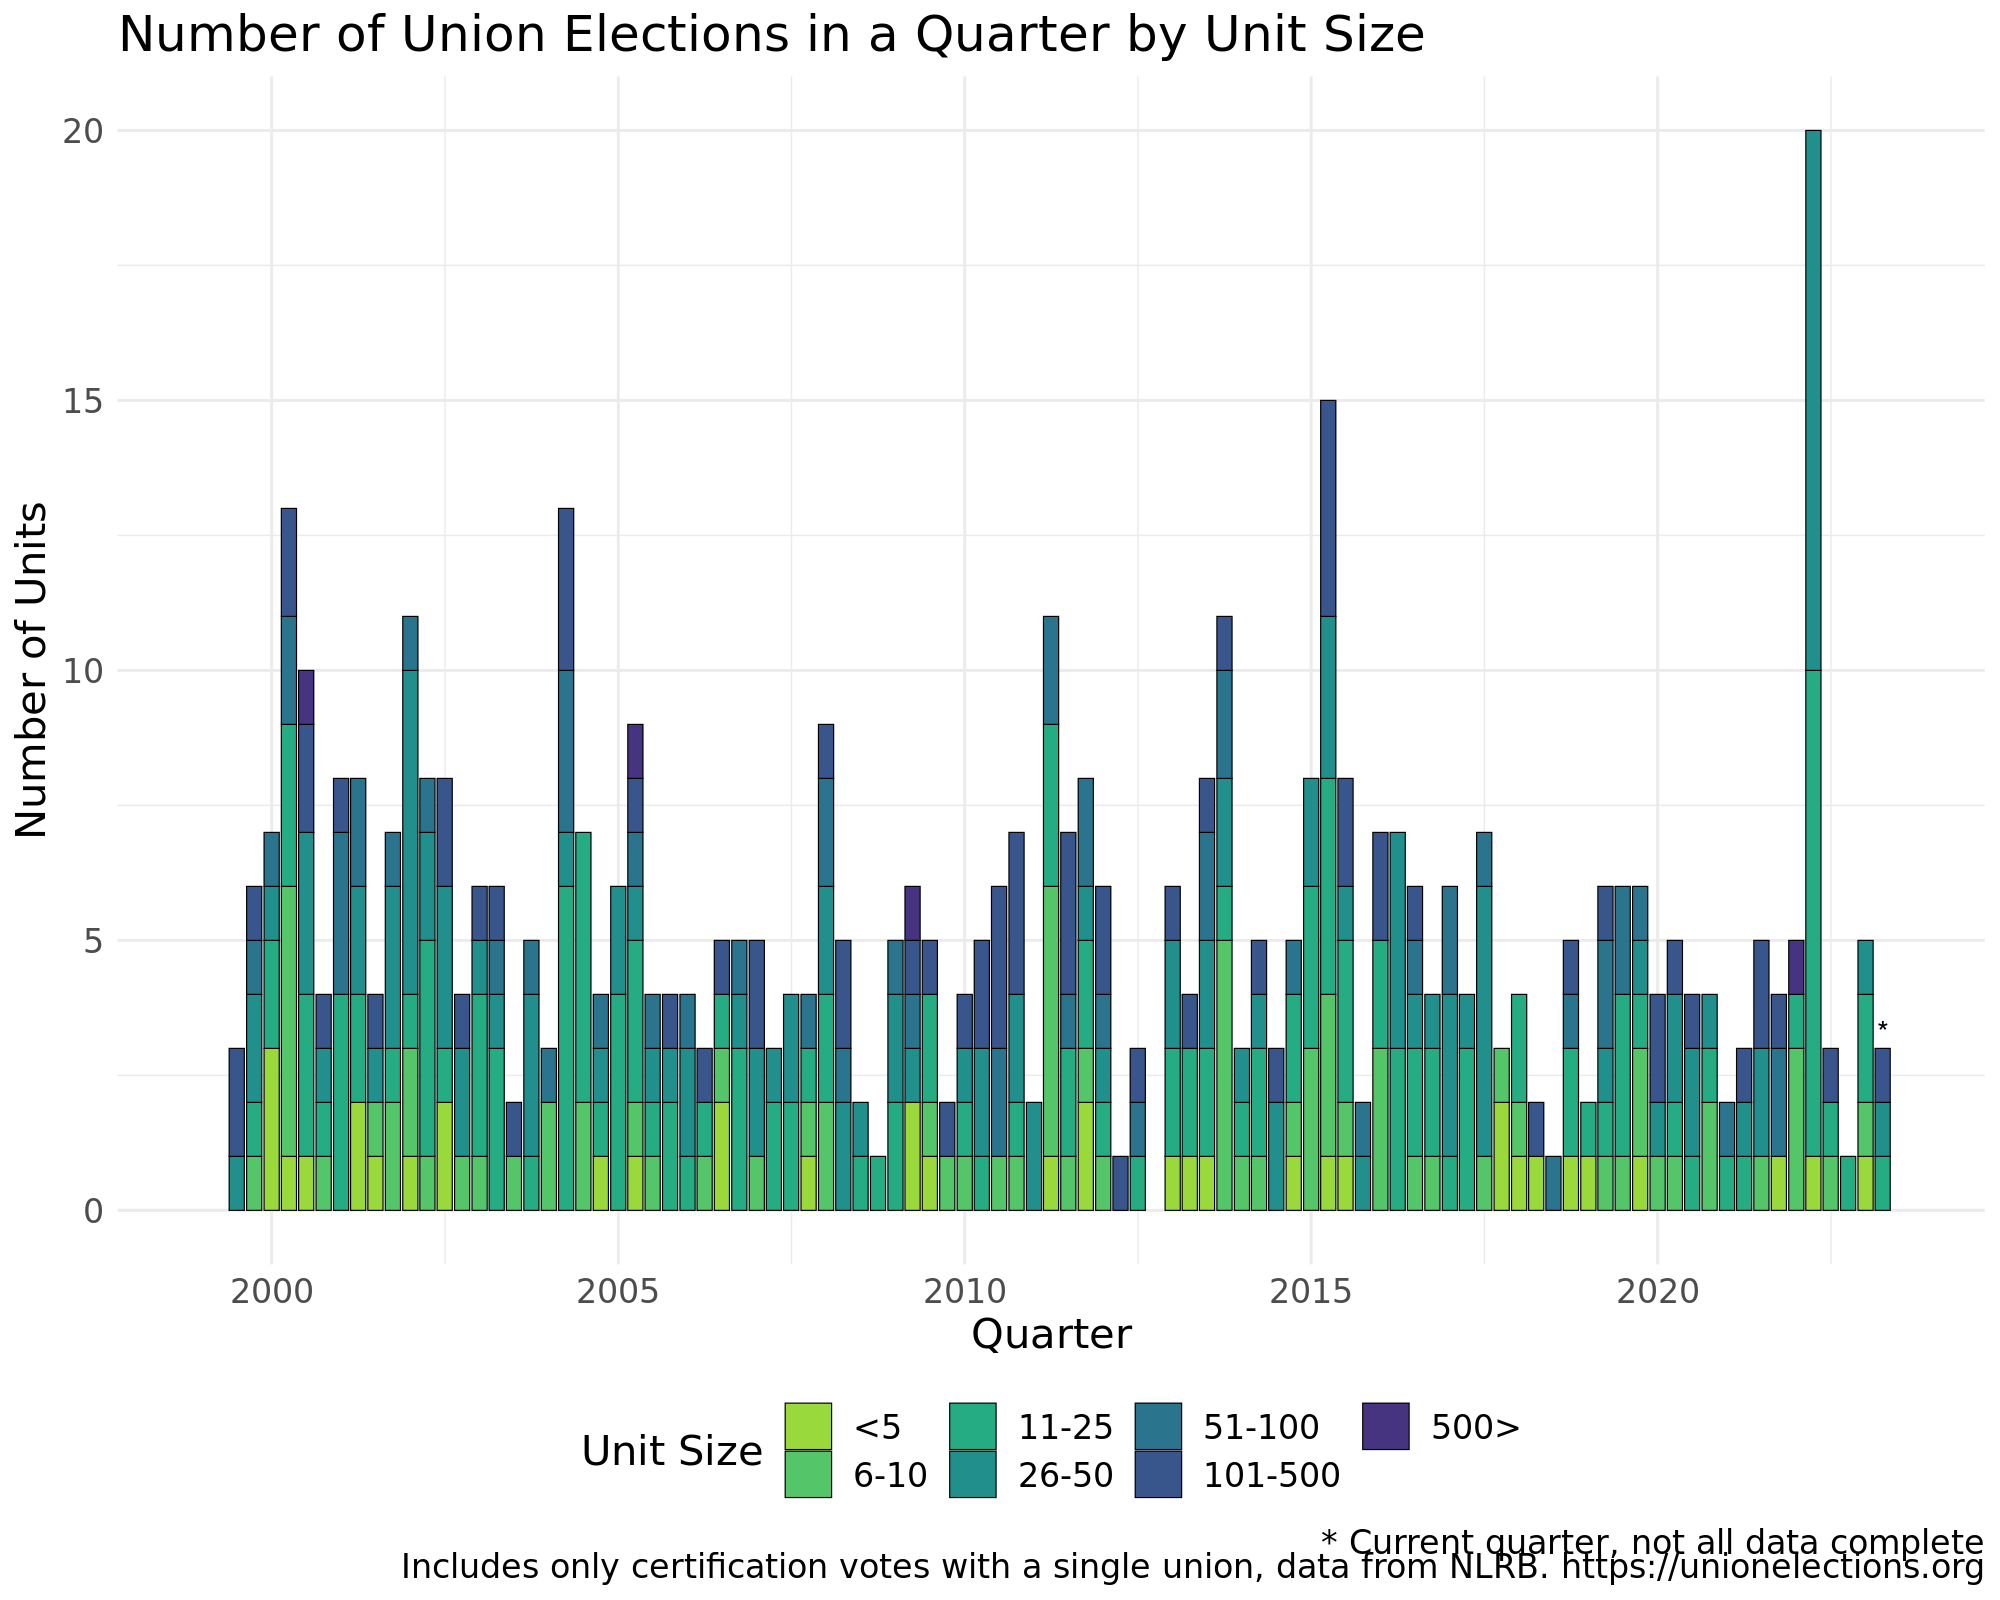 Number of Union Elections in a Quarter by Unit Size
Number of Units
20
15
10
5
0
*
2000 2005 2010 2015 2020
Quarter
Unit Size
<5 11-25 51-100 500>
6-10 26-50 101-500
* Current quarter, not all data complete
Includes only certification votes with a single union, data from NLRB. https://unionelections.org